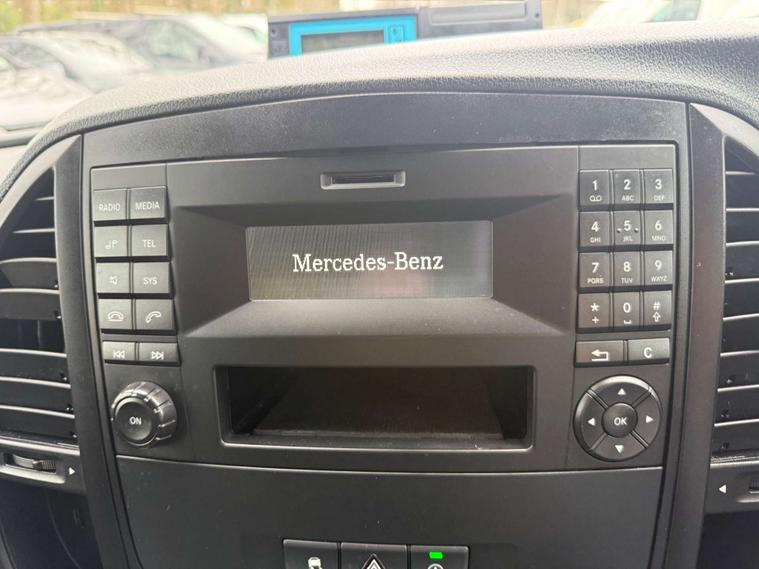 RADIO MEDIA
TEL
SYS
ON
Mercedes-Benz
1 2 3
ABC DEF
4 5 6
GHI JKL MNO
7 8 9
PQRS TUV WXYZ
* 0 #
+
C
OK